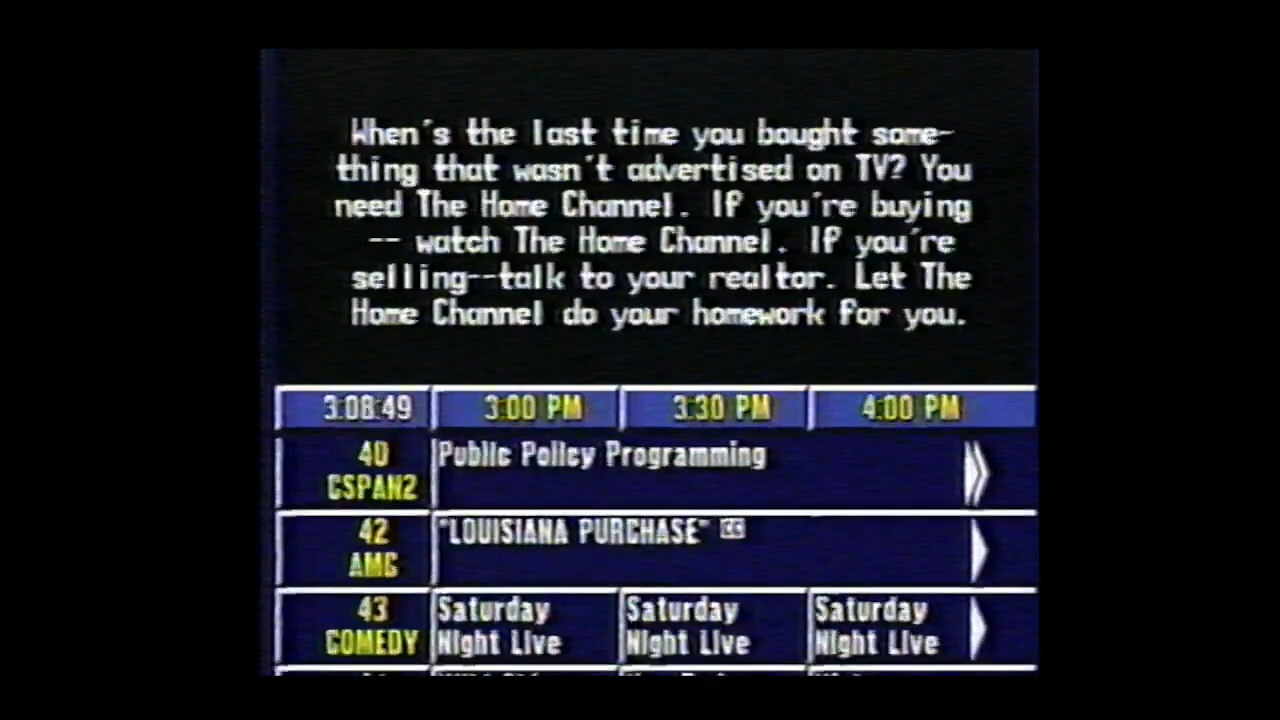 When's the last time you bought some-
thing that wasn't advertised on TV? You
need The Home Channel. If you're buying
-- watch The Home Channel. If you're
selling--talk to your realtor. Let The
Home Channel do your homework for you.
3:08:49 3:00 PM 3:30 PM 4:00 PM
40 Public Policy Programming
CSPAN2
42 "LOUISIANA PURCHASE" CC
AMC
43 Saturday Saturday Saturday
COMEDY Night Live Night Live Night Live